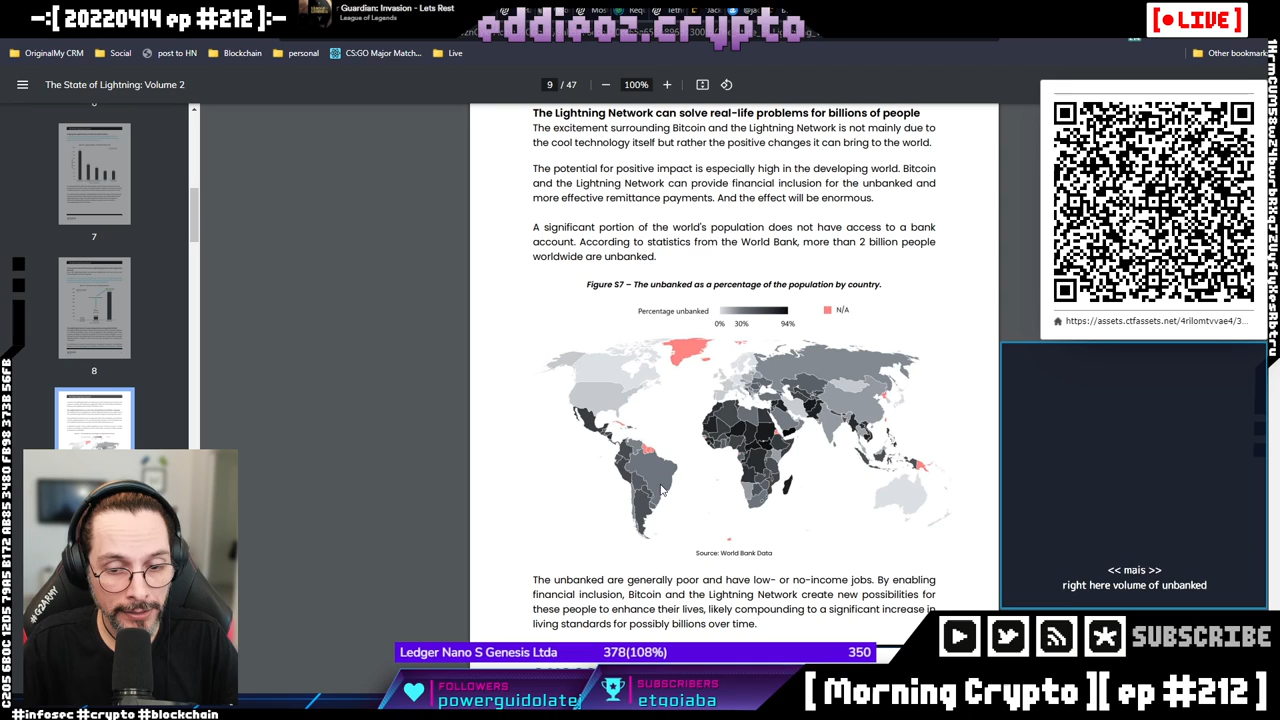 -:[ 20220414 ep #212 ]:-
Guardian: Invasion - Lets Rest
League of Legends
eddieoz.crypto
[ • LIVE ]
Originally CBA
Social
post to HN
Blockchain
promo
CS:GO Major Match...
Live
Other bookmark
The State of Lightning: Volume 2
9 / 47
100%
7
8
The Lightning Network can solve real-life problems for billions of people
The excitement surrounding Bitcoin and the Lightning Network is not mainly due to
the cool technology itself but rather the positive changes it can bring to the world.
The potential for positive impact is especially high in the developing world. Bitcoin
and the Lightning Network can provide financial inclusion for the unbanked and
more effective remittance payments. And the effect will be enormous.
A significant portion of the world's population does not have access to a bank
account. According to statistics from the World Bank, more than 2 billion people
worldwide are unbanked.
Figure S7 – The unbanked as a percentage of the population by country.
Percentage unbanked
N/A
0% 30% 94%
Source: World Bank Data
The unbanked are generally poor and have low- or no-income jobs. By enabling
financial inclusion, Bitcoin and the Lightning Network create new possibilities for
these people to enhance their lives, likely compounding to a significant increase in
living standards for possibly billions over time.
https://assets.ctfassets.net/4rilomtvvae4/3...
<< mais >>
right here volume of unbanked
SUBSCRIBE
Ledger Nano S Genesis Ltda 378(108%) 350
FOLLOWERS
powerguidolatej
SUBSCRIBERS
etgoiaba
[ Morning Crypto ][ ep #212 ]
infosec #crypto #blockchain